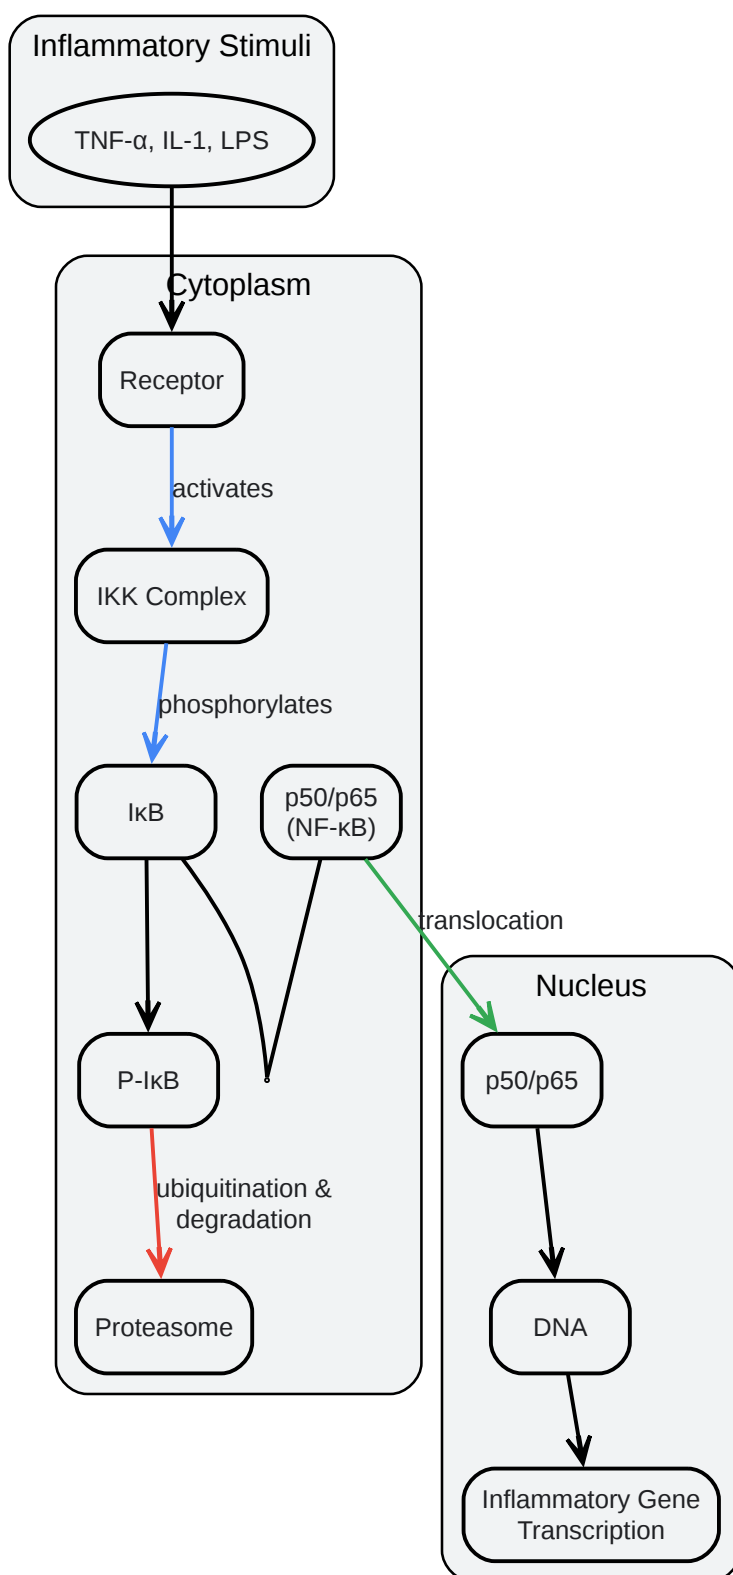 Inflammatory Stimuli
TNF-α, IL-1, LPS
Cytoplasm
Receptor
activates
IKK Complex
phosphorylates
IκB
p50/p65
(NF-κB)
translocation
Nucleus
P-IκB
p50/p65
ubiquitination &
degradation
Proteasome
DNA
Inflammatory Gene
Transcription